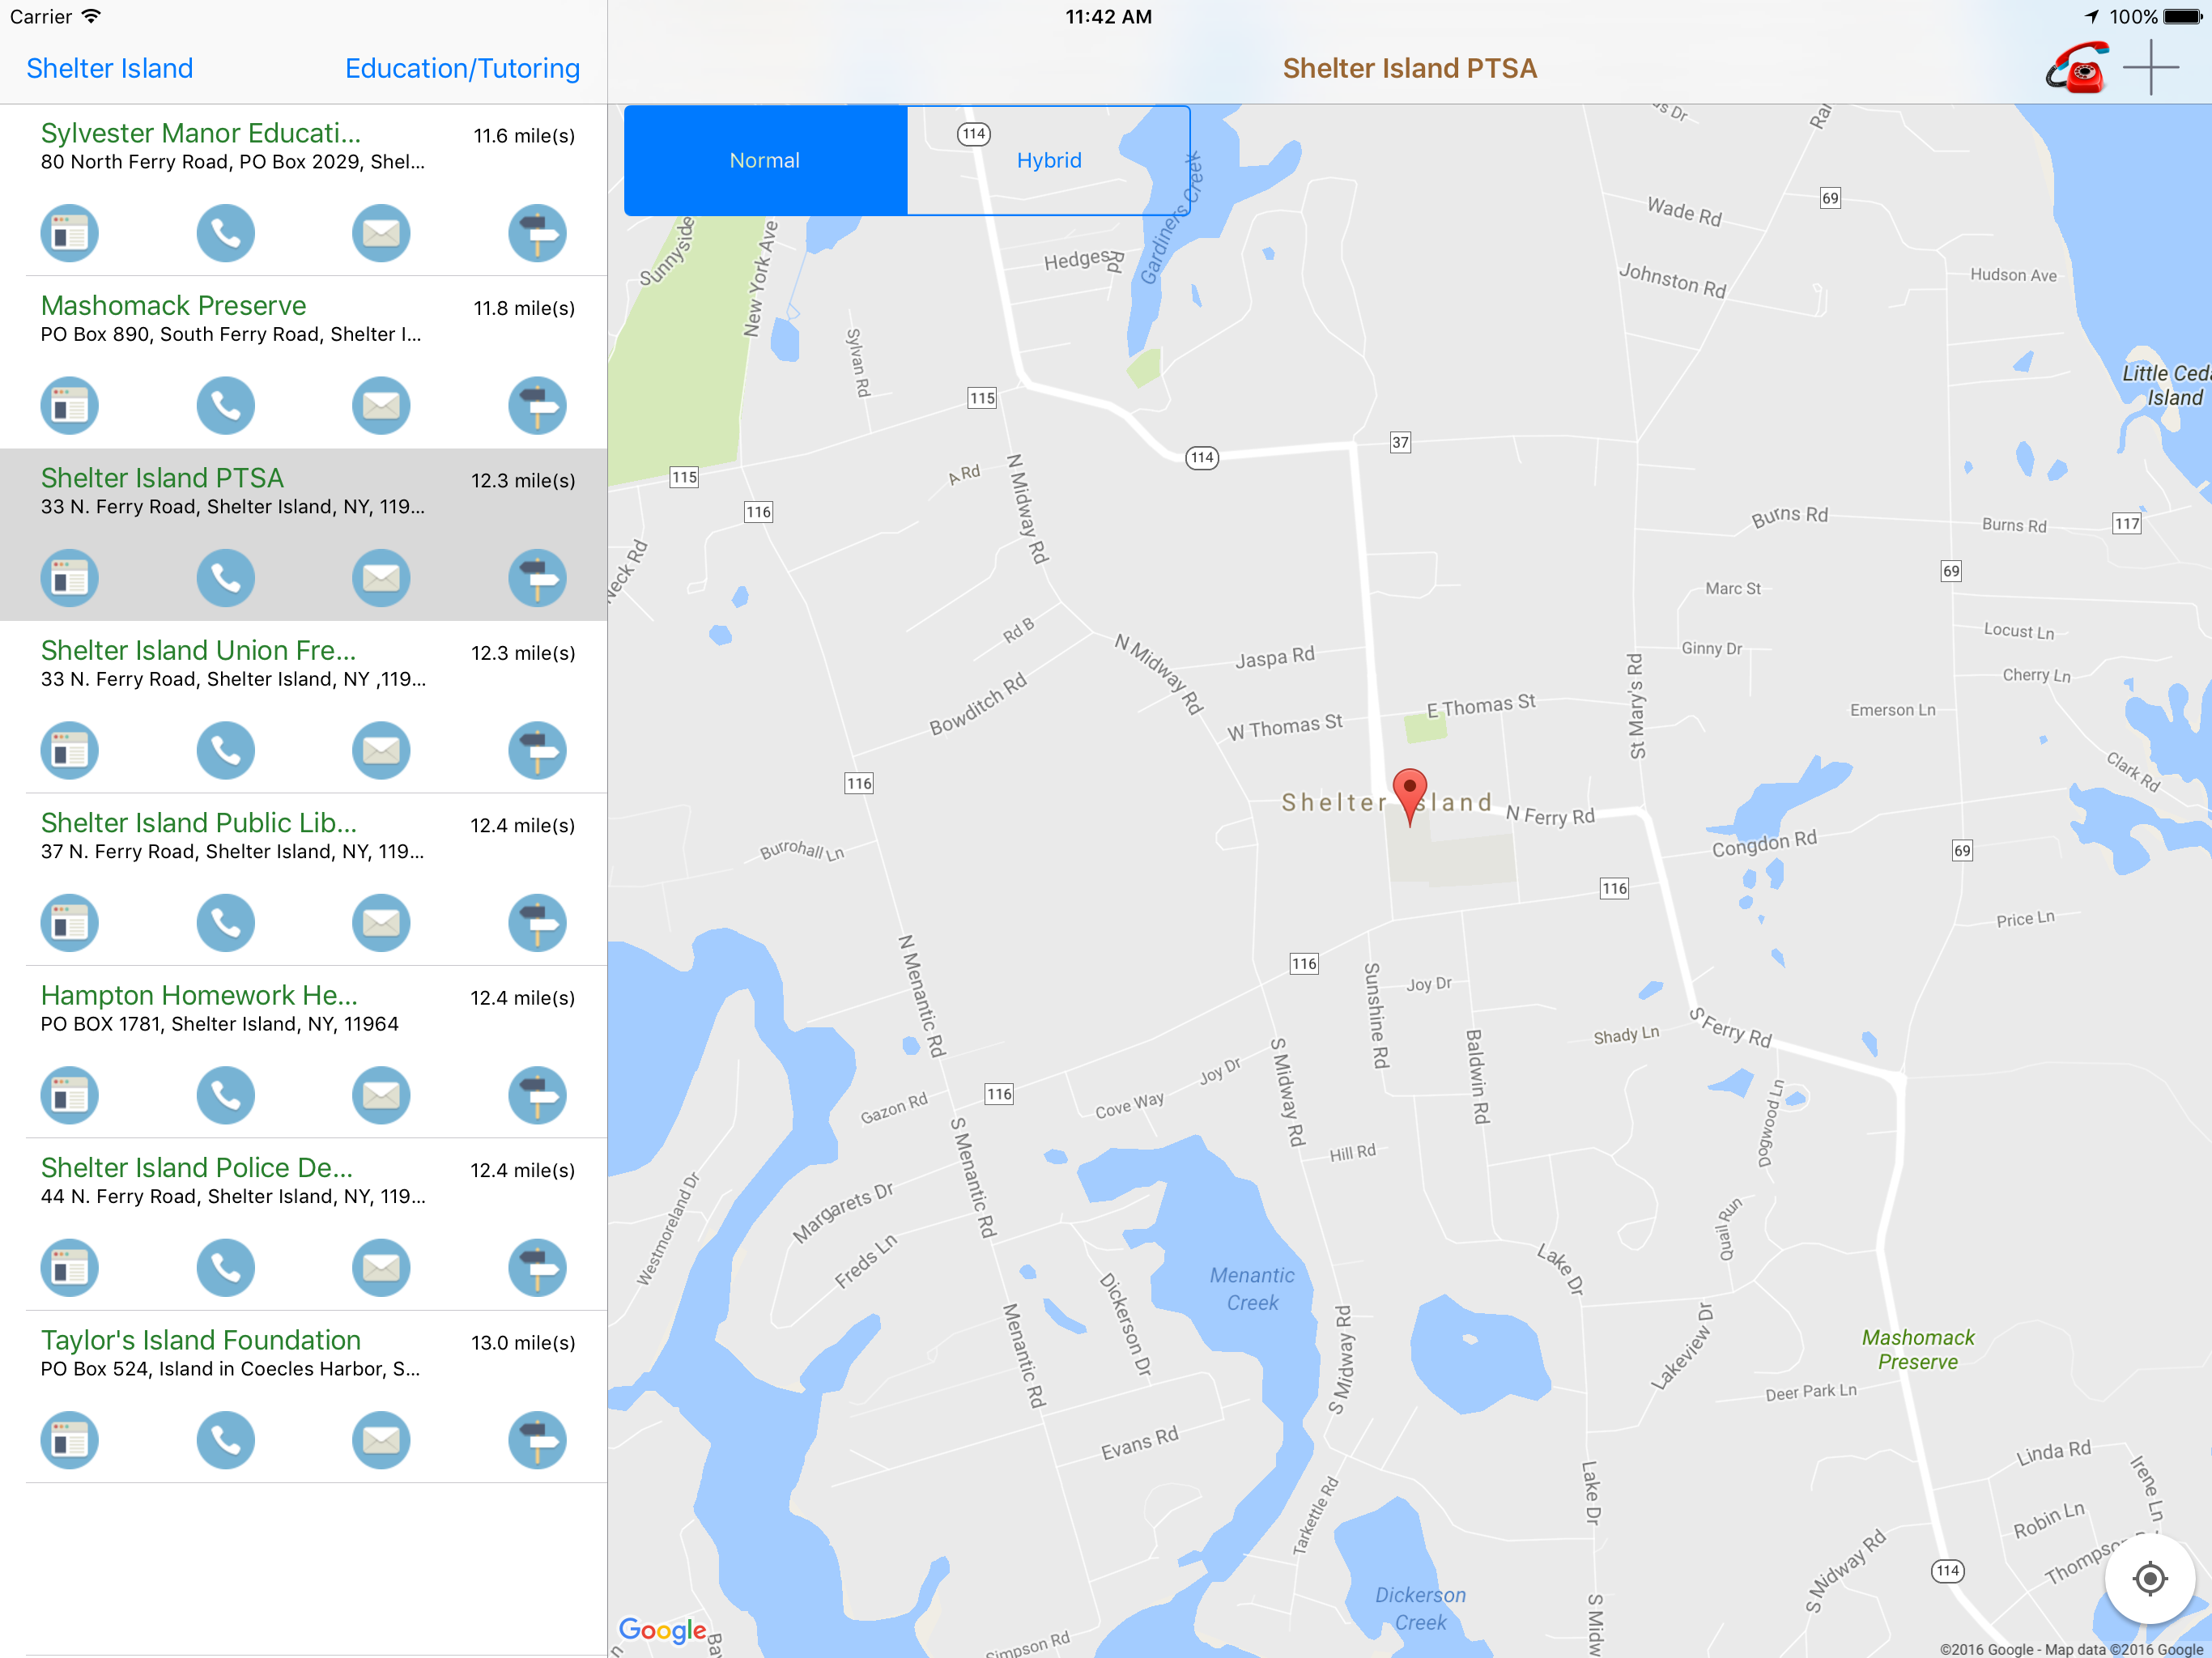 Carrier
11:42 AM
100%
Shelter Island
Education/Tutoring
Shelter Island PTSA
Sylvester Manor Educati...
11.6 mile(s)
80 North Ferry Road, PO Box 2029, Shel...
Mashomack Preserve
11.8 mile(s)
PO Box 890, South Ferry Road, Shelter I...
Shelter Island PTSA
12.3 mile(s)
33 N. Ferry Road, Shelter Island, NY, 119...
Shelter Island Union Fre...
12.3 mile(s)
33 N. Ferry Road, Shelter Island, NY ,119...
Shelter Island Public Lib...
12.4 mile(s)
37 N. Ferry Road, Shelter Island, NY, 119...
Hampton Homework He...
12.4 mile(s)
PO BOX 1781, Shelter Island, NY, 11964
Shelter Island Police De...
12.4 mile(s)
44 N. Ferry Road, Shelter Island, NY, 119...
Taylor's Island Foundation
13.0 mile(s)
PO Box 524, Island in Coecles Harbor, S...
Normal
Hybrid
114
Gardiners Creek
Wade Rd
69
Sunnyside
New York Ave
Hedges Rd
Johnston Rd
Hudson Ave
Sylvan Rd
Little Ced
Island
115
37
114
115
A Rd
N Midway Rd
116
Burns Rd
Burns Rd
117
Neck Rd
69
Marc St
Rd B
Locust Ln
N Midway Rd
Jaspa Rd
Ginny Dr
St Mary's Rd
Cherry Ln
Bowditch Rd
W Thomas St
E Thomas St
Emerson Ln
116
Clark Rd
Shelter Island
N Ferry Rd
Burrohall Ln
Congdon Rd
69
116
Price Ln
N Menantic Rd
116
Sunshine Rd
Joy Dr
Baldwin Rd
Shady Ln
S Ferry Rd
S Midway Rd
Joy Dr
116
Gazon Rd
Cove Way
Dogwood Ln
S Menantic Rd
Hill Rd
Westmoreland Dr
Margarets Dr
Freds Ln
Quail Run
Lake Dr
Menantic
Creek
Dickerson Dr
Menantic Rd
S Midway Rd
Lakeview Dr
Mashomack
Preserve
Deer Park Ln
Evans Rd
Linda Rd
Irene Ln
Lake Dr
Tarkettle Rd
Robin Ln
S Midway Rd
Thompso
114
Dickerson
Creek
S Midw
Google
Simpson Rd
©2016 Google - Map data ©2016 Google